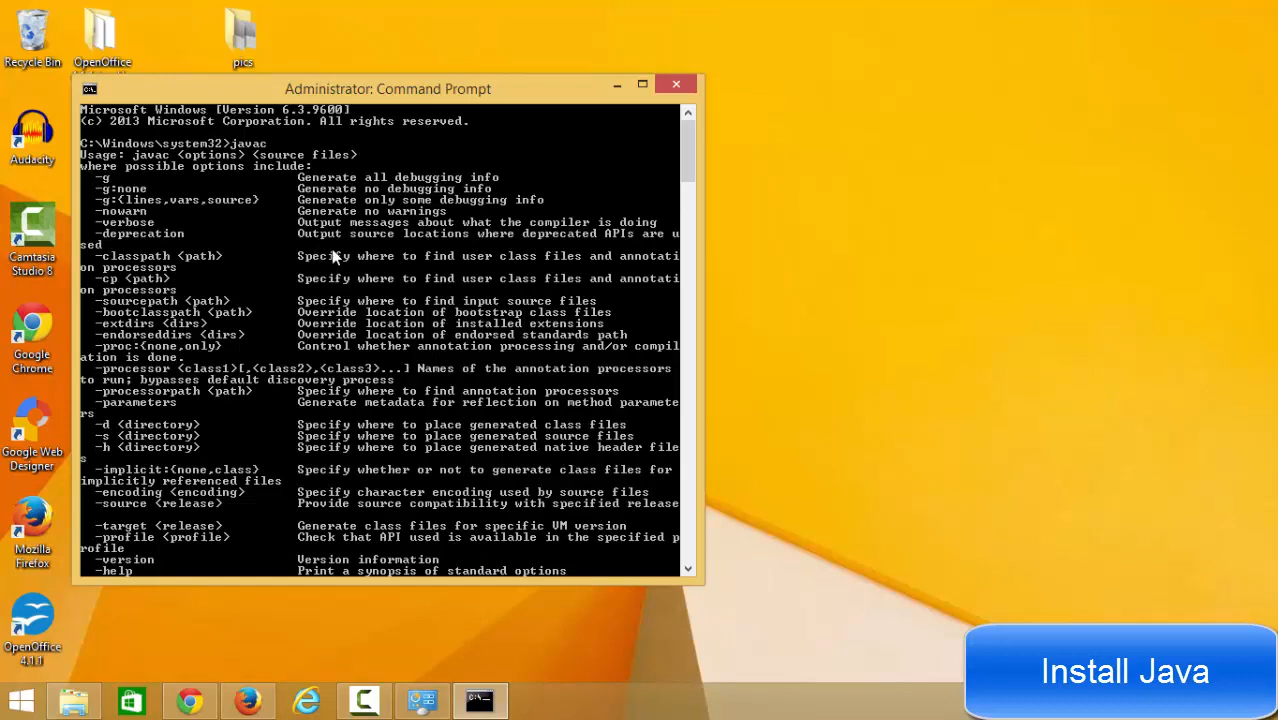 Recycle Bin
OpenOffice
pics
Audacity
Camtasia
Studio 8
Google
Chrome
Google Web
Designer
Mozilla
Firefox
OpenOffice
4.1.1
Administrator: Command Prompt
Microsoft Windows [Version 6.3.9600]
(c) 2013 Microsoft Corporation. All rights reserved.
C:\Windows\system32>javac
Usage: javac <options> <source files>
where possible options include:
-g Generate all debugging info
-g:none Generate no debugging info
-g:{lines,vars,source} Generate only some debugging info
-nowarn Generate no warnings
-verbose Output messages about what the compiler is doing
-deprecation Output source locations where deprecated APIs are u
sed
-classpath <path> Specify where to find user class files and annotati
on processors
-cp <path> Specify where to find user class files and annotati
on processors
-sourcepath <path> Specify where to find input source files
-bootclasspath <path> Override location of bootstrap class files
-extdirs <dirs> Override location of installed extensions
-endorseddirs <dirs> Override location of endorsed standards path
-proc:{none,only} Control whether annotation processing and/or compil
ation is done.
-processor <class1>[,<class2>,<class3>...] Names of the annotation processors
to run; bypasses default discovery process
-processorpath <path> Specify where to find annotation processors
-parameters Generate metadata for reflection on method paramete
rs
-d <directory> Specify where to place generated class files
-s <directory> Specify where to place generated source files
-h <directory> Specify where to place generated native header file
s
-implicit:{none,class} Specify whether or not to generate class files for
implicitly referenced files
-encoding <encoding> Specify character encoding used by source files
-source <release> Provide source compatibility with specified release
-target <release> Generate class files for specific VM version
-profile <profile> Check that API used is available in the specified p
rofile
-version Version information
-help Print a synopsis of standard options
C:\
Install Java